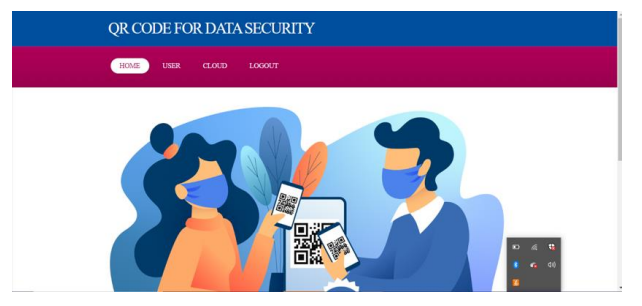 QR CODE FOR DATA SECURITY
HOME USER CLOUD LOGOUT